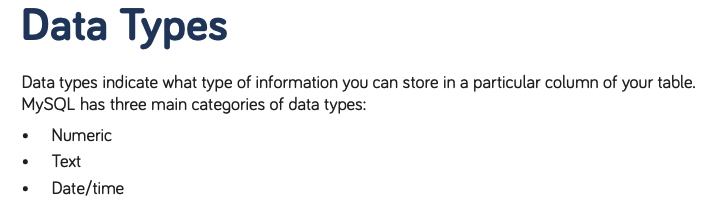 Data Types
Data types indicate what type of information you can store in a particular column of your table.
MySQL has three main categories of data types:
• Numeric
• Text
• Date/time